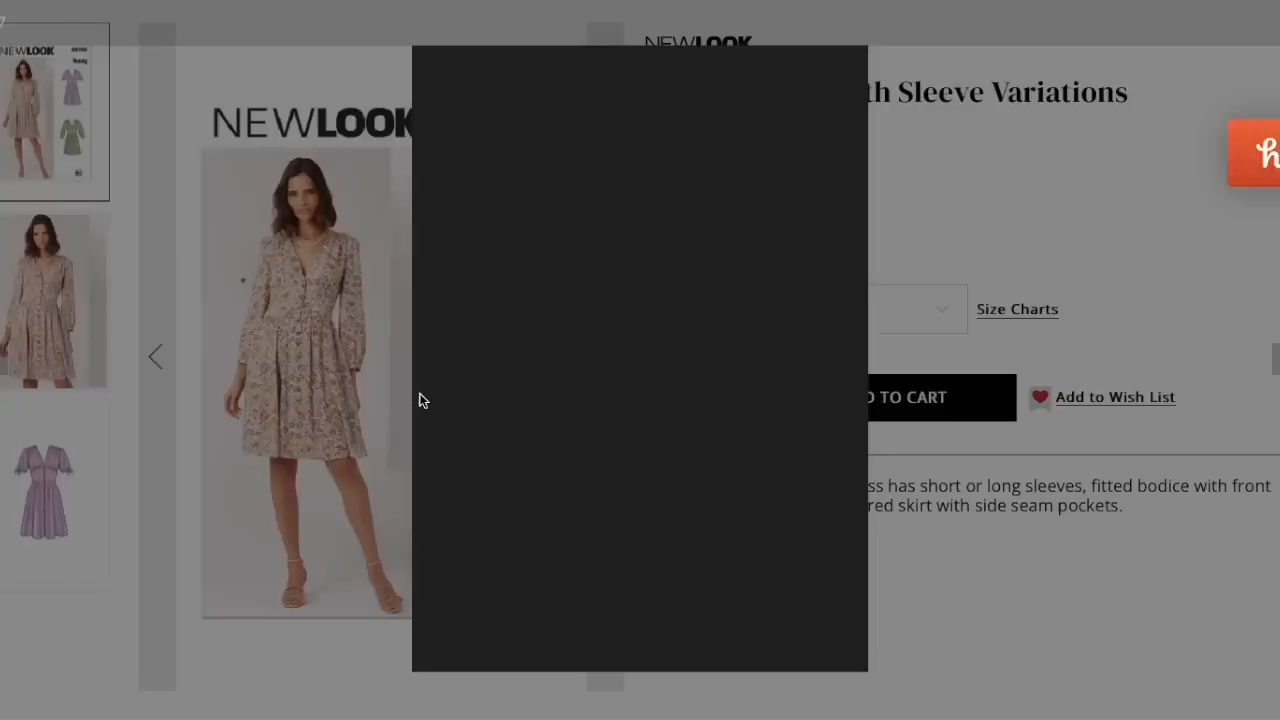 NEWLOOK
NEWLOOK
th Sleeve Variations
NEWLOOK
h
Size Charts
D TO CART
Add to Wish List
ss has short or long sleeves, fitted bodice with front
red skirt with side seam pockets.